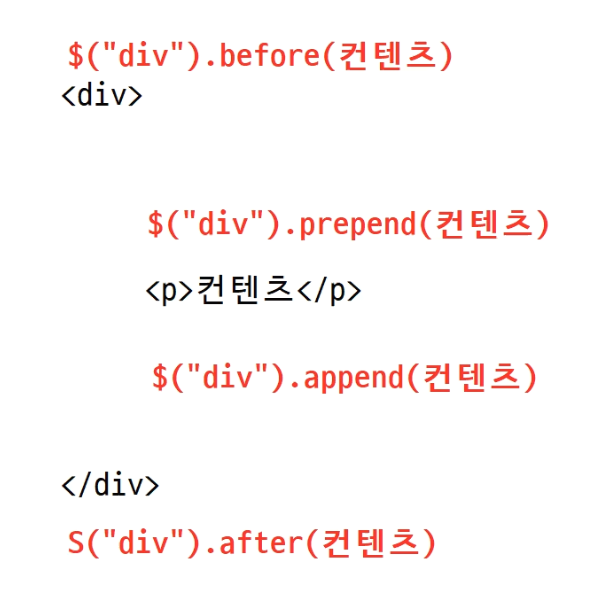 $("div").before(컨텐츠)
<div>
$("div").prepend(컨텐츠)
<p>컨텐츠</p>
$("div").append(컨텐츠)
</div>
S("div").after(컨텐츠)